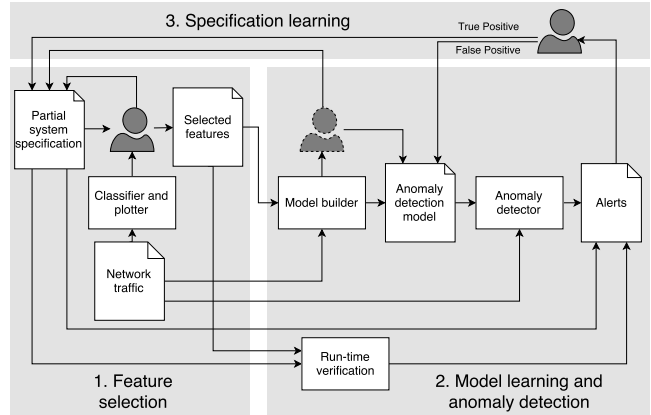 3. Specification learning
True Positive
False Positive
Partial
system
specification
Selected
features
Classifier and
plotter
Model builder
Anomaly
detection
model
Anomaly
detector
Alerts
Network
traffic
Run-time
verification
1. Feature
selection
2. Model learning and
anomaly detection